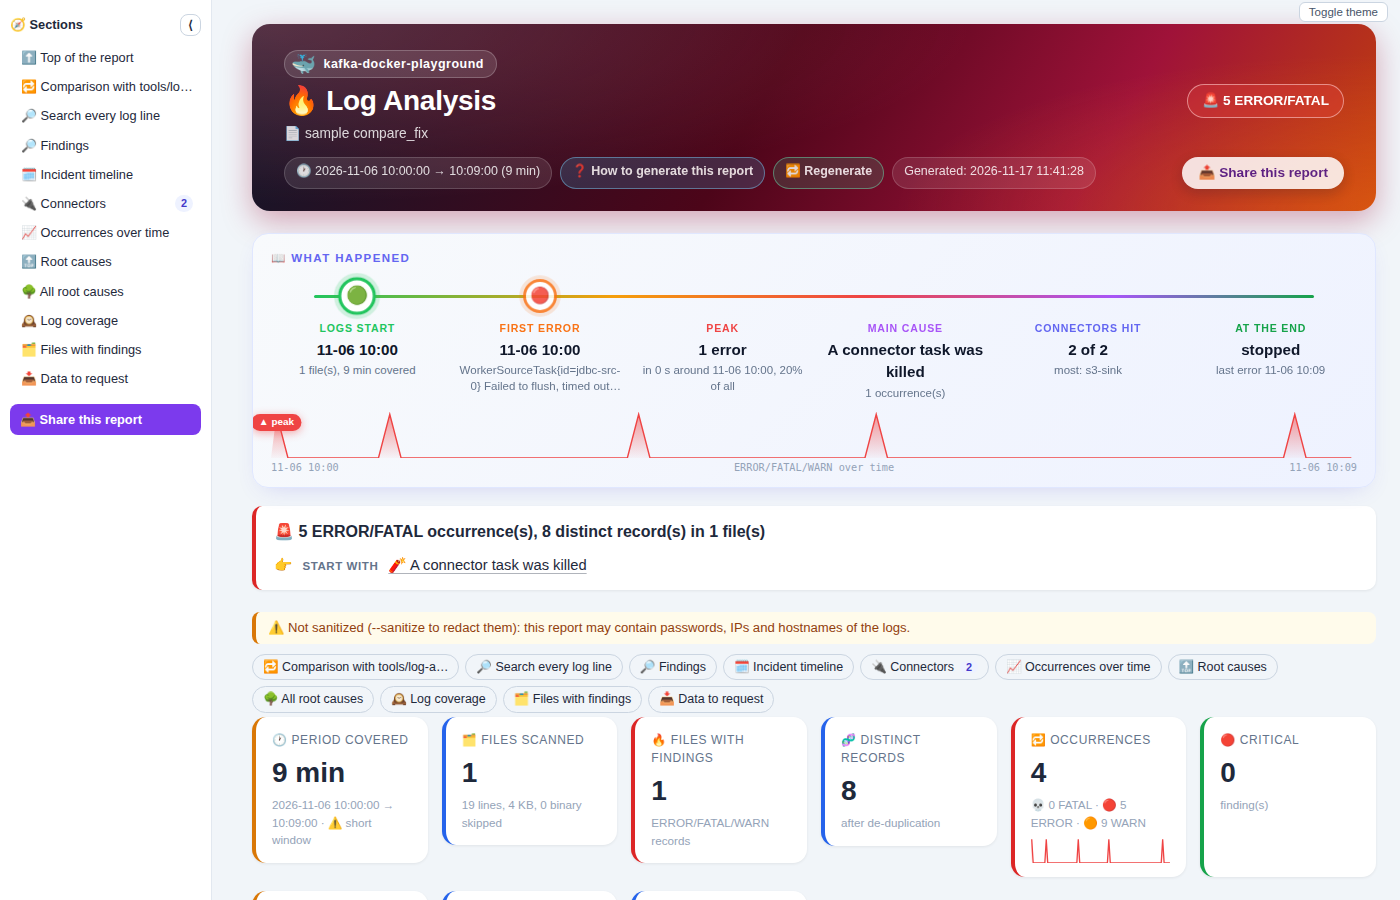 Toggle theme
🧭 Sections
⟨
⬆️ Top of the report
🔁 Comparison with tools/lo…
🔎 Search every log line
🔎 Findings
🗓️ Incident timeline
🔌 Connectors 2
📈 Occurrences over time
🔝 Root causes
🌳 All root causes
🕰️ Log coverage
🗂️ Files with findings
📥 Data to request
📤 Share this report
🐳 kafka-docker-playground
🔥 Log Analysis
📄 sample compare_fix
🚨 5 ERROR/FATAL
🕐 2026-11-06 10:00:00 → 10:09:00 (9 min)
❓ How to generate this report
🔁 Regenerate
Generated: 2026-11-17 11:41:28
📤 Share this report
📖 WHAT HAPPENED
LOGS START
11-06 10:00
1 file(s), 9 min covered
FIRST ERROR
11-06 10:00
WorkerSourceTask{id=jdbc-src-
0} Failed to flush, timed out…
PEAK
1 error
in 0 s around 11-06 10:00, 20%
of all
MAIN CAUSE
A connector task was
killed
1 occurrence(s)
CONNECTORS HIT
2 of 2
most: s3-sink
AT THE END
stopped
last error 11-06 10:09
▲ peak
11-06 10:00
ERROR/FATAL/WARN over time
11-06 10:09
🚨 5 ERROR/FATAL occurrence(s), 8 distinct record(s) in 1 file(s)
👉 START WITH 🧨 A connector task was killed
⚠️ Not sanitized (--sanitize to redact them): this report may contain passwords, IPs and hostnames of the logs.
🔁 Comparison with tools/log-a…
🔎 Search every log line
🔎 Findings
🗓️ Incident timeline
🔌 Connectors 2
📈 Occurrences over time
🔝 Root causes
🌳 All root causes
🕰️ Log coverage
🗂️ Files with findings
📥 Data to request
🕐 PERIOD COVERED
9 min
2026-11-06 10:00:00 →
10:09:00 · ⚠️ short
window
🗂️ FILES SCANNED
1
19 lines, 4 KB, 0 binary
skipped
🔥 FILES WITH
FINDINGS
1
ERROR/FATAL/WARN
records
🧬 DISTINCT
RECORDS
8
after de-duplication
🔁 OCCURRENCES
4
💀 0 FATAL · 🔴 5
ERROR · 🟠 9 WARN
🔴 CRITICAL
0
finding(s)